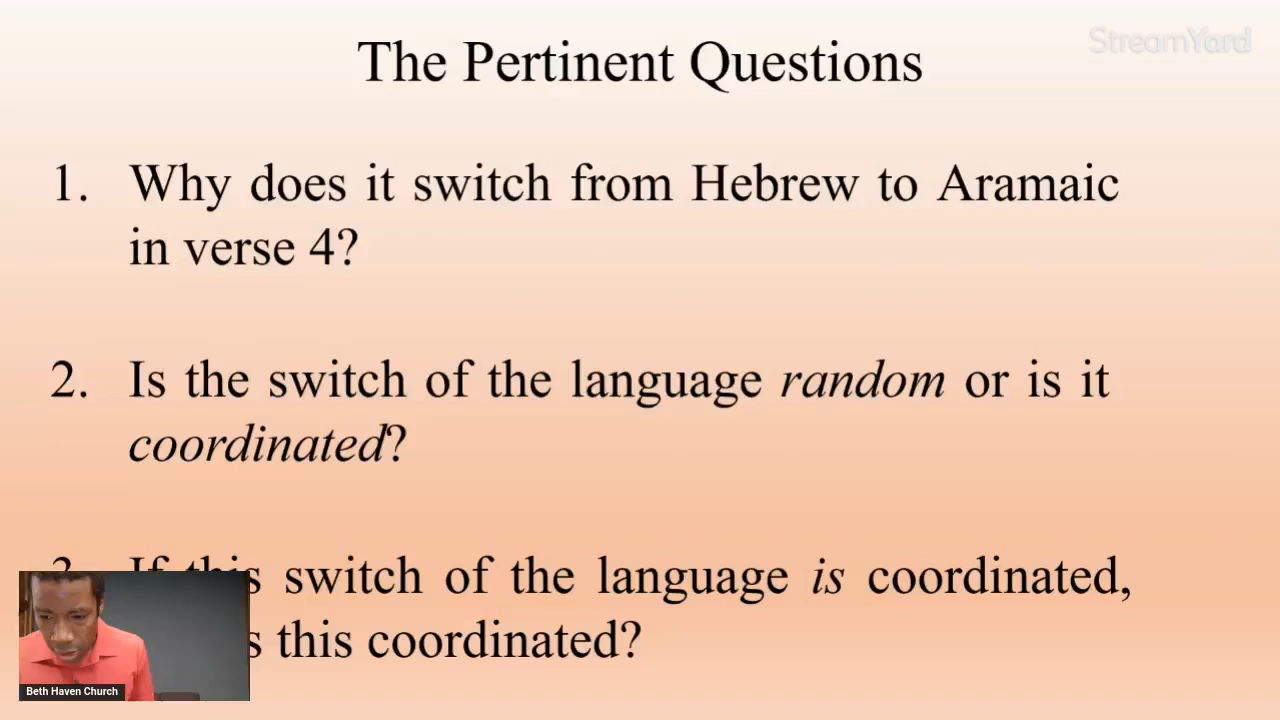 StreamYard
The Pertinent Questions
1. Why does it switch from Hebrew to Aramaic
in verse 4?
2. Is the switch of the language random or is it
coordinated?
If this switch of the language is coordinated,
this coordinated?
Beth Haven Church